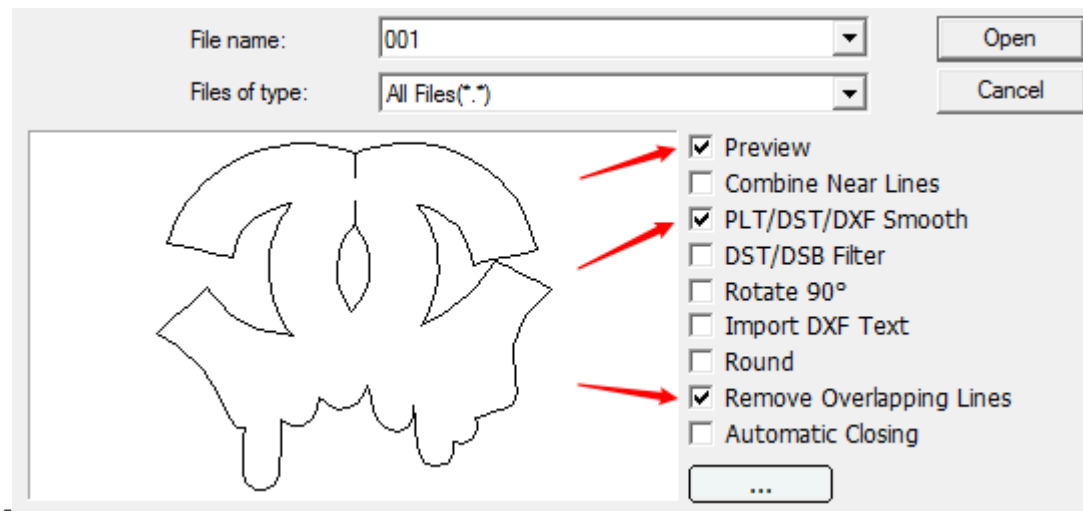 File name: 001 Open
Files of type: All Files(*.*) Cancel
Preview
Combine Near Lines
PLT/DST/DXF Smooth
DST/DSB Filter
Rotate 90°
Import DXF Text
Round
Remove Overlapping Lines
Automatic Closing
...